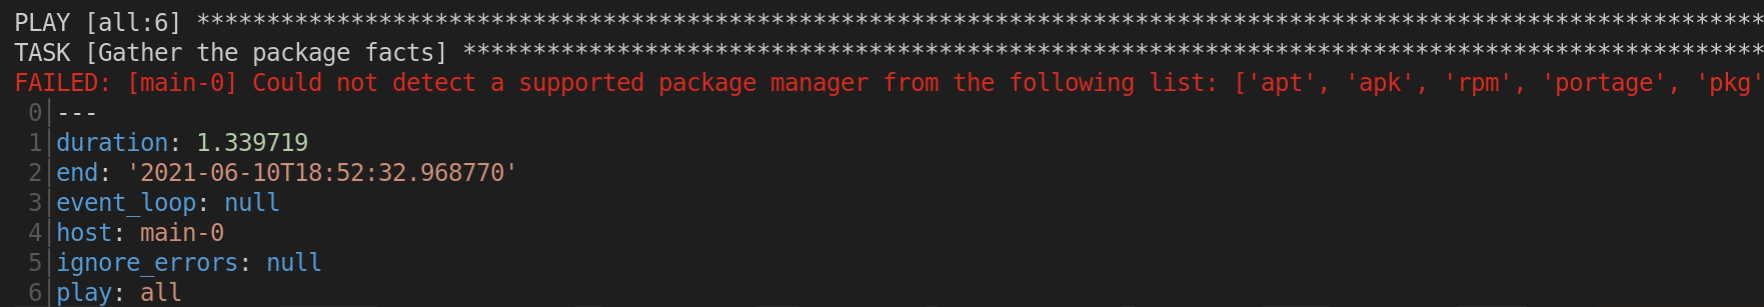 PLAY [all:6] ****************************************************************************************************************
TASK [Gather the package facts] *********************************************************************************************
FAILED: [main-0] Could not detect a supported package manager from the following list: ['apt', 'apk', 'rpm', 'portage', 'pkg'
0|---
1|duration: 1.339719
2|end: '2021-06-10T18:52:32.968770'
3|event_loop: null
4|host: main-0
5|ignore_errors: null
6|play: all